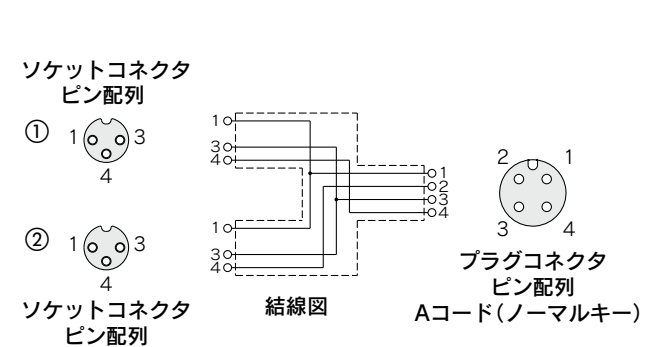 ソケットコネクタ
ピン配列
① 1 3
4
② 1 3
4
ソケットコネクタ
ピン配列
1
3
4
1
3
4
1
2
3
4
結線図
2 1
3 4
プラグコネクタ
ピン配列
Aコード(ノーマルキー)